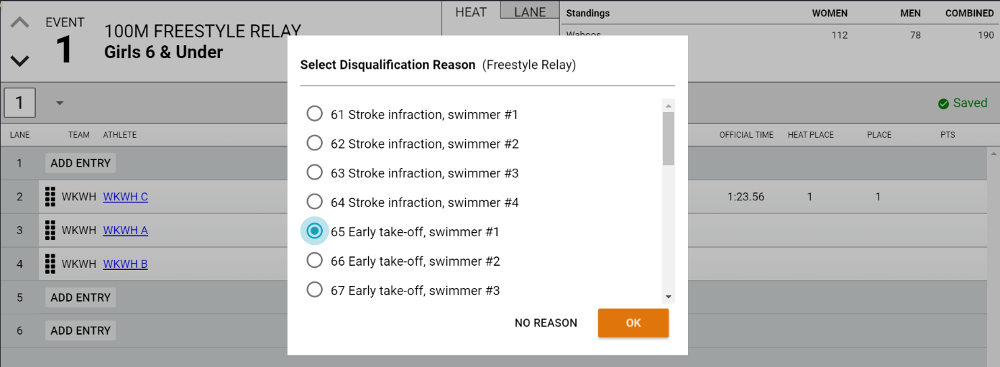 EVENT
1
100M FREESTYLE RELAY
Girls 6 & Under
HEAT
LANE
Standings WOMEN MEN COMBINED
Wahoos 112 78 190
1
Saved
LANE TEAM ATHLETE OFFICIAL TIME HEAT PLACE PLACE PTS
1 ADD ENTRY
2 WKWH WKWH C 1:23.56 1 1
3 WKWH WKWH A
4 WKWH WKWH B
5 ADD ENTRY
6 ADD ENTRY
Select Disqualification Reason (Freestyle Relay)
61 Stroke infraction, swimmer #1
62 Stroke infraction, swimmer #2
63 Stroke infraction, swimmer #3
64 Stroke infraction, swimmer #4
65 Early take-off, swimmer #1
66 Early take-off, swimmer #2
67 Early take-off, swimmer #3
NO REASON
OK